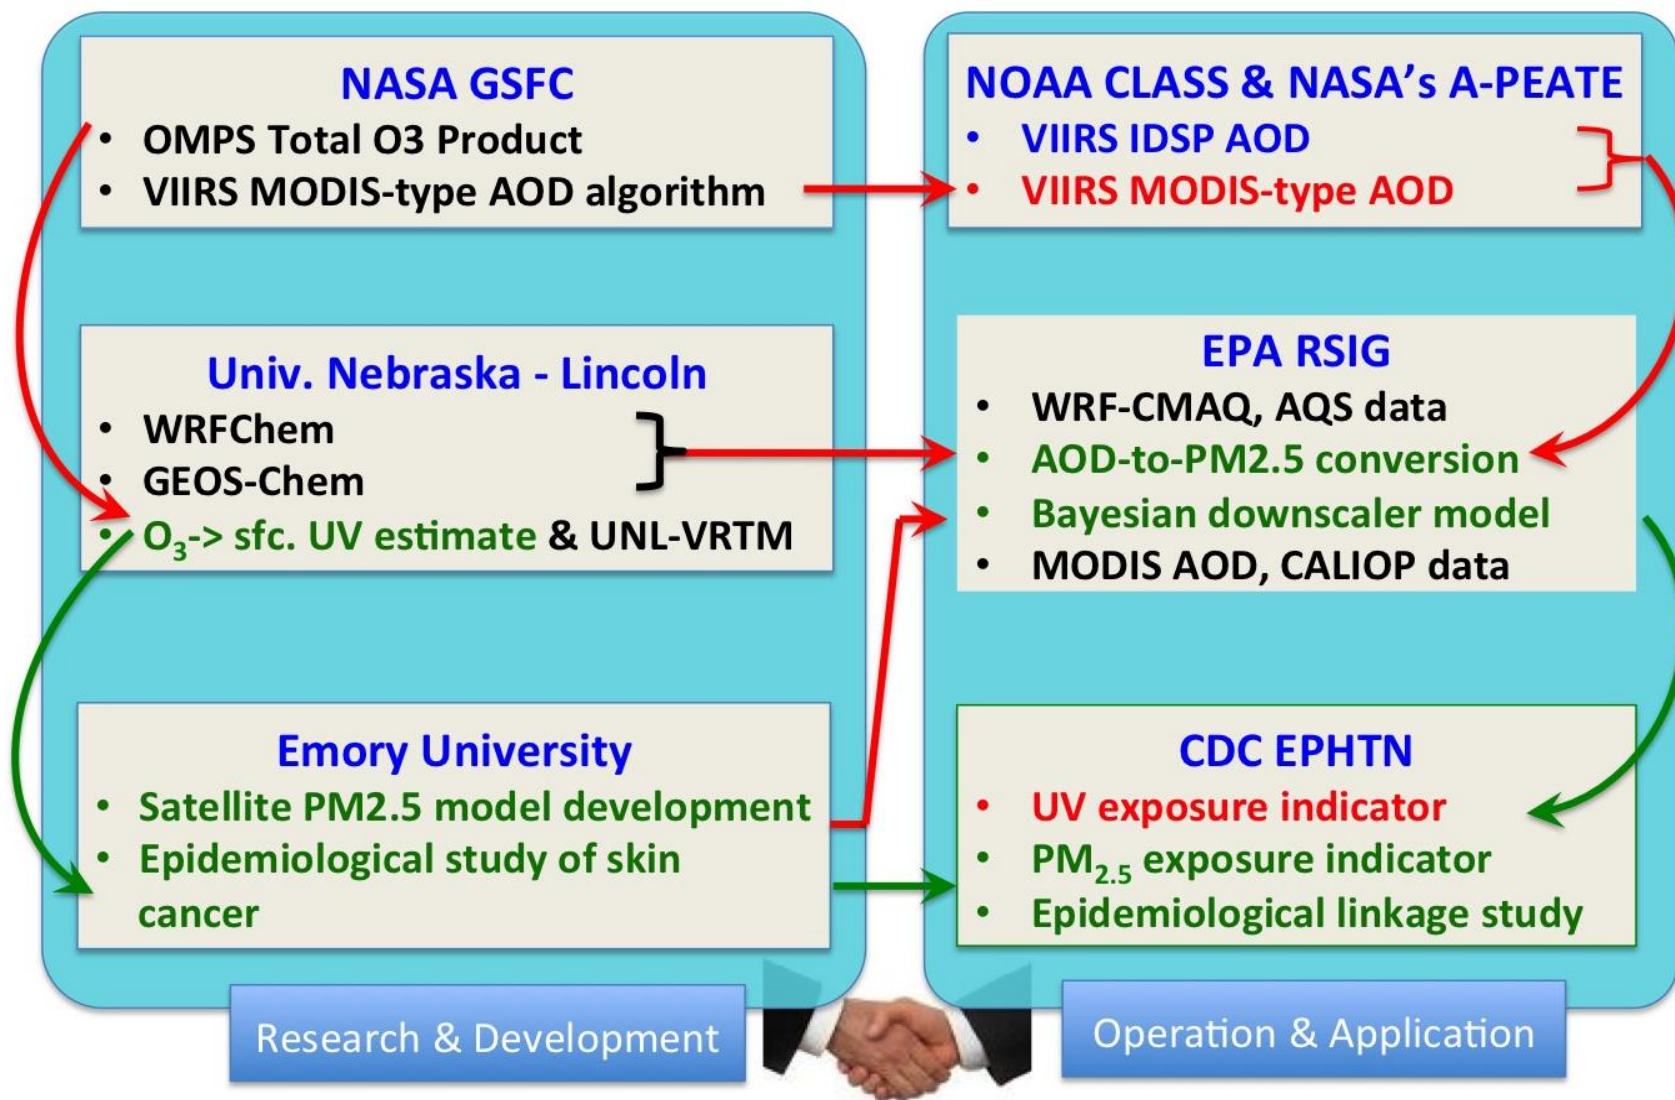 NASA GSFC
• OMPS Total O3 Product
• VIIRS MODIS-type AOD algorithm
Univ. Nebraska - Lincoln
• WRFChem
• GEOS-Chem
• O3-> sfc. UV estimate & UNL-VRTM
Emory University
• Satellite PM2.5 model development
• Epidemiological study of skin
cancer
Research & Development
NOAA CLASS & NASA's A-PEATE
• VIIRS IDSP AOD
• VIIRS MODIS-type AOD
EPA RSIG
• WRF-CMAQ, AQS data
• AOD-to-PM2.5 conversion
• Bayesian downscaler model
• MODIS AOD, CALIOP data
CDC EPHTN
• UV exposure indicator
• PM2.5 exposure indicator
• Epidemiological linkage study
Operation & Application